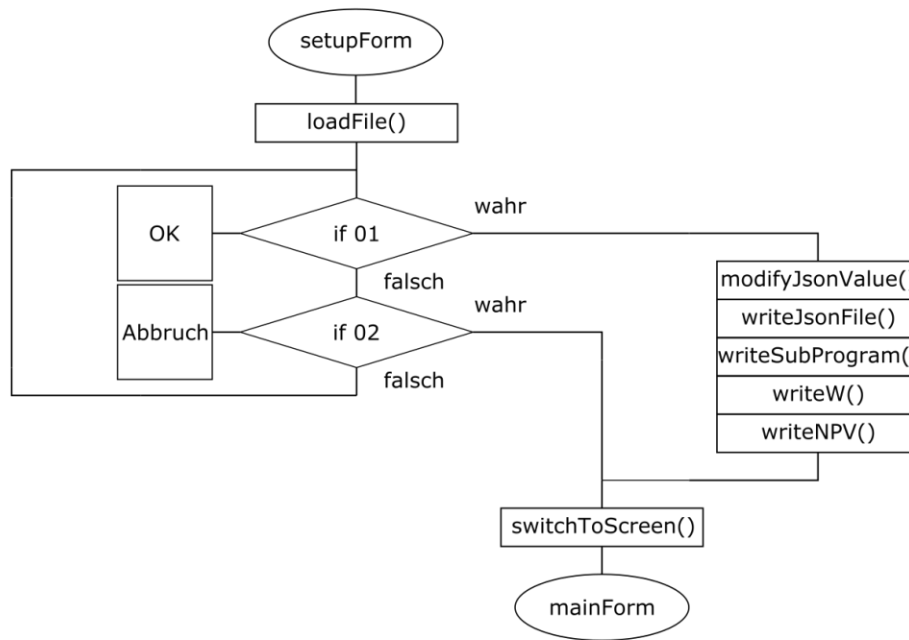 setupForm
loadFile()
wahr
OK
if 01
falsch
modifyJsonValue(
wahr
writeJsonFile()
Abbruch
if 02
writeSubProgram(
falsch
writeW()
writeNPV()
switchToScreen()
mainForm